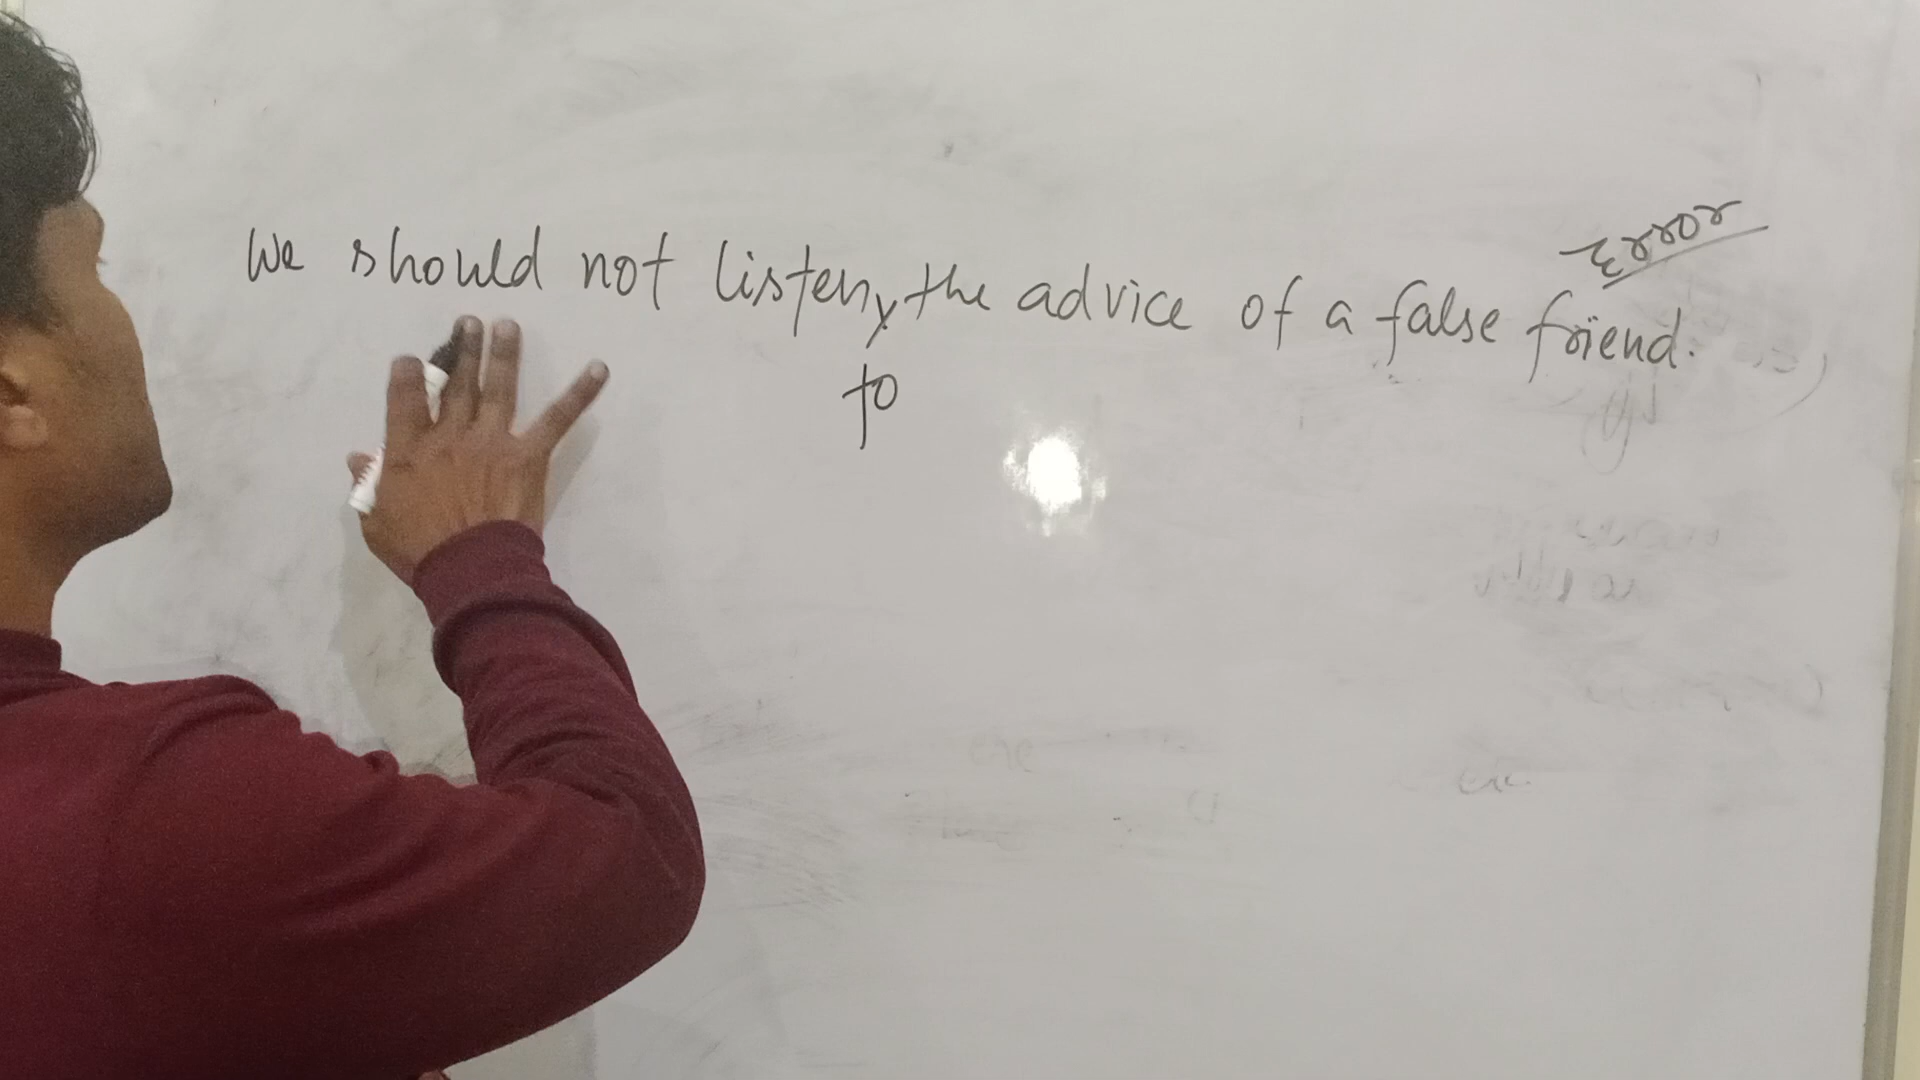 Error
We should not listen the advice of a false friend.
to